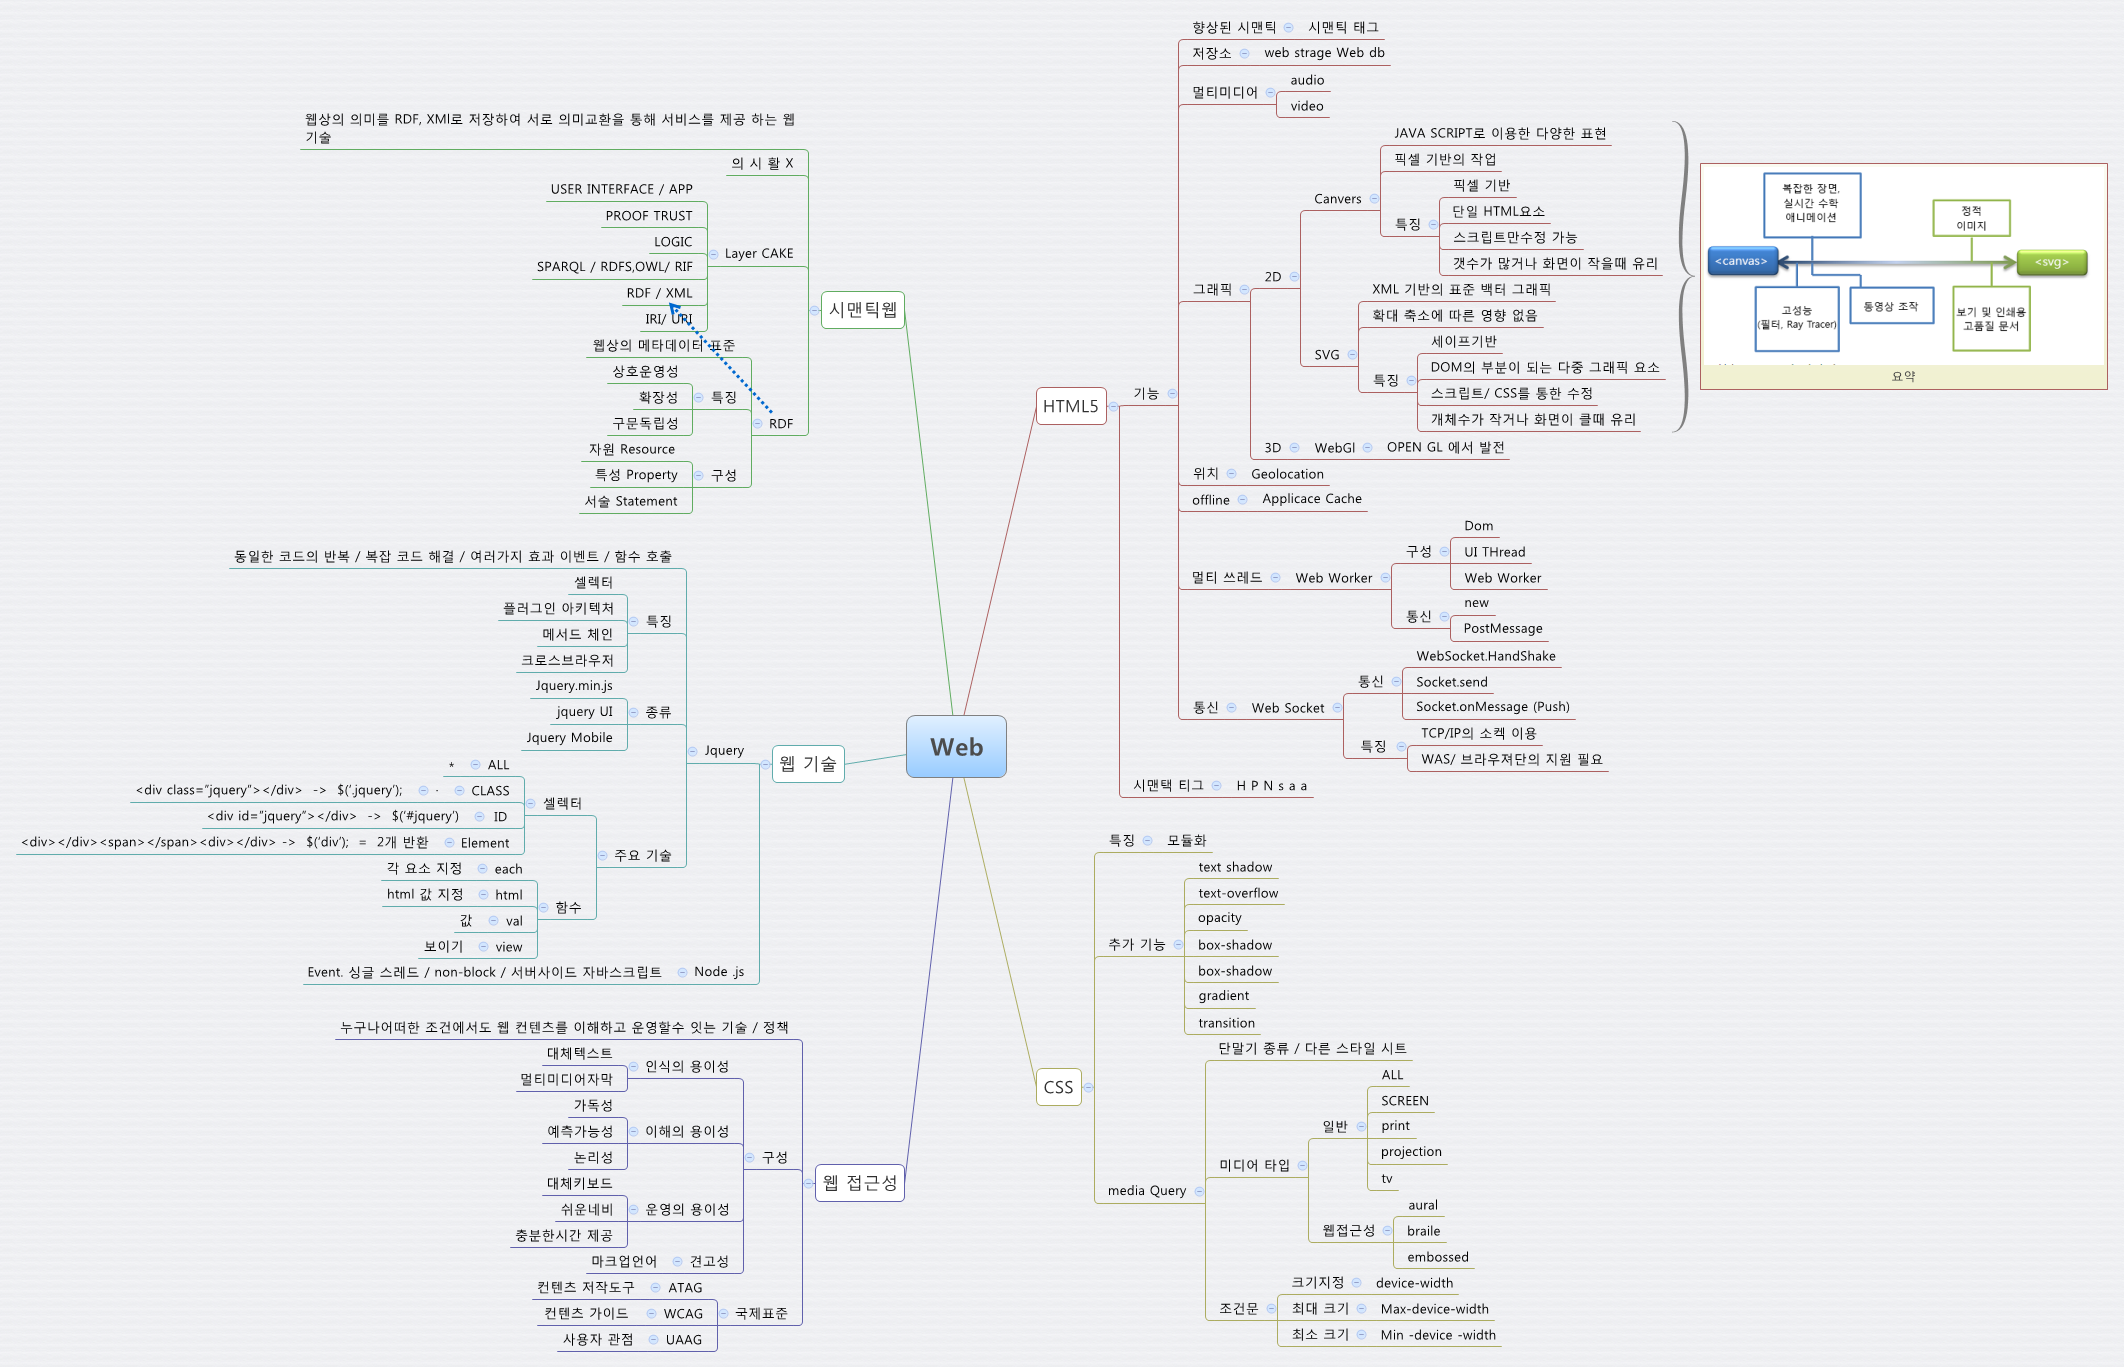 Web
시맨틱웹
웹상의 의미를 RDF, XMl로 저장하여 서로 의미교환을 통해 서비스를 제공 하는 웹
기술
의 시 활 X
Layer CAKE
USER INTERFACE / APP
PROOF TRUST
LOGIC
SPARQL / RDFS,OWL/ RIF
RDF / XML
IRI/ URI
RDF
웹상의 메타데이터 표준
특징
상호운영성
확장성
구문독립성
구성
자원 Resource
특성 Property
서술 Statement
웹 기술
Jquery
동일한 코드의 반복 / 복잡 코드 해결 / 여러가지 효과 이벤트 / 함수 호출
특징
셀렉터
플러그인 아키텍처
메서드 체인
크로스브라우저
종류
Jquery.min.js
jquery UI
Jquery Mobile
주요 기술
셀렉터
* ALL
<div class="jquery"></div> -> $('.jquery'); . CLASS
<div id="jquery"></div> -> $('#jquery') ID
<div></div><span></span><div></div> -> $('div'); = 2개 반환 Element
함수
각 요소 지정 each
html 값 지정 html
값 val
보이기 view
Event. 싱글 스레드 / non-block / 서버사이드 자바스크립트 Node .js
웹 접근성
누구나어떠한 조건에서도 웹 컨텐츠를 이해하고 운영할수 잇는 기술 / 정책
구성
인식의 용이성
대체텍스트
멀티미디어자막
이해의 용이성
가독성
예측가능성
논리성
운영의 용이성
대체키보드
쉬운네비
충분한시간 제공
마크업언어 견고성
국제표준
컨텐츠 저작도구 ATAG
컨텐츠 가이드 WCAG
사용자 관점 UAAG
HTML5
기능
향상된 시맨틱 시맨틱 태그
저장소 web strage Web db
멀티미디어
audio
video
그래픽
2D
Canvers
JAVA SCRIPT로 이용한 다양한 표현
픽셀 기반의 작업
특징
픽셀 기반
단일 HTML요소
스크립트만수정 가능
갯수가 많거나 화면이 작을때 유리
SVG
XML 기반의 표준 백터 그래픽
확대 축소에 따른 영향 없음
특징
세이프기반
DOM의 부분이 되는 다중 그래픽 요소
스크립트/ CSS를 통한 수정
개체수가 작거나 화면이 클때 유리
복잡한 장면,
실시간 수학
애니메이션
정적
이미지
<canvas>
<svg>
고성능
(필터, Ray Tracer)
동영상 조작
보기 및 인쇄용
고품질 문서
요약
3D WebGl OPEN GL 에서 발전
위치 Geolocation
offline Applicace Cache
멀티 쓰레드 Web Worker
구성
Dom
UI THread
Web Worker
통신
new
PostMessage
통신 Web Socket
통신
WebSocket.HandShake
Socket.send
Socket.onMessage (Push)
특징
TCP/IP의 소켁 이용
WAS/ 브라우져단의 지원 필요
시맨택 티그 H P N s a a
CSS
특징 모듈화
추가 기능
text shadow
text-overflow
opacity
box-shadow
box-shadow
gradient
transition
media Query
단말기 종류 / 다른 스타일 시트
미디어 타입
일반
ALL
SCREEN
print
projection
tv
웹접근성
aural
braile
embossed
조건문
크기지정 device-width
최대 크기 Max-device-width
최소 크기 Min -device -width